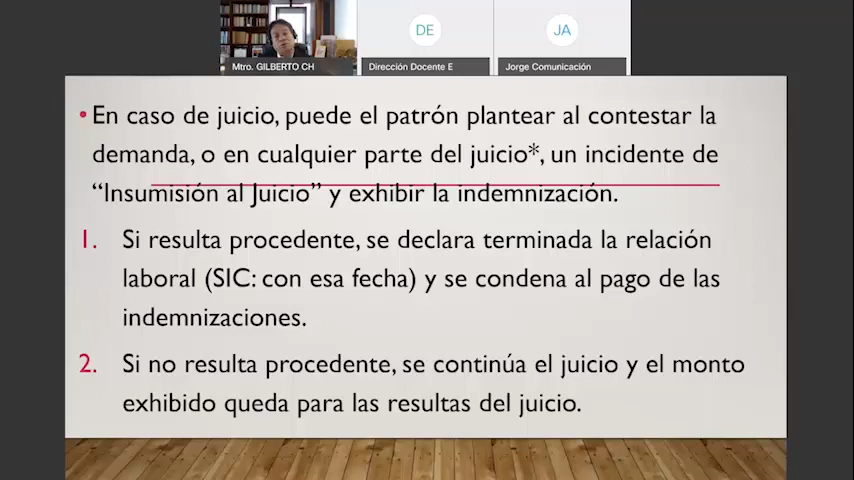 DE
JA
Mtro. GILBERTO CH
Dirección Docente E
Jorge Comunicación
• En caso de juicio, puede el patrón plantear al contestar la
demanda, o en cualquier parte del juicio*, un incidente de
“Insumisión al Juicio” y exhibir la indemnización.
1. Si resulta procedente, se declara terminada la relación
laboral (SIC: con esa fecha) y se condena al pago de las
indemnizaciones.
2. Si no resulta procedente, se continúa el juicio y el monto
exhibido queda para las resultas del juicio.